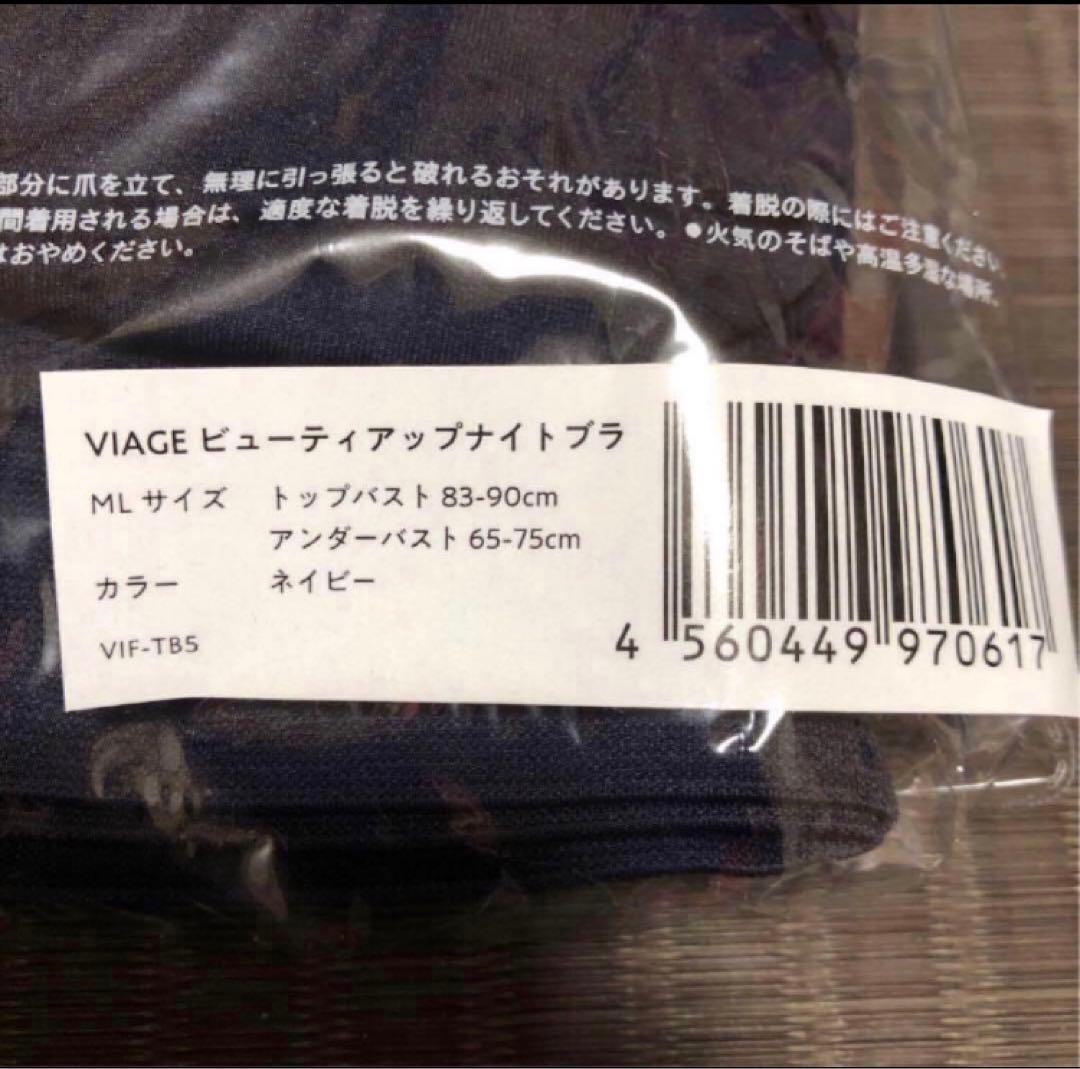 部分に爪を立て、無理に引っ張ると破れるおそれがあります。着脱の際にはご注意ください。
間着用される場合は、適度な着脱を繰り返してください。●火気のそばや高温多湿な場所。
はおやめください。
VIAGE ビューティアップナイトブラ
MLサイズ トップバスト 83-90cm
アンダーバスト 65-75cm
カラー ネイビー
VIF-TB5
4 560449 970617